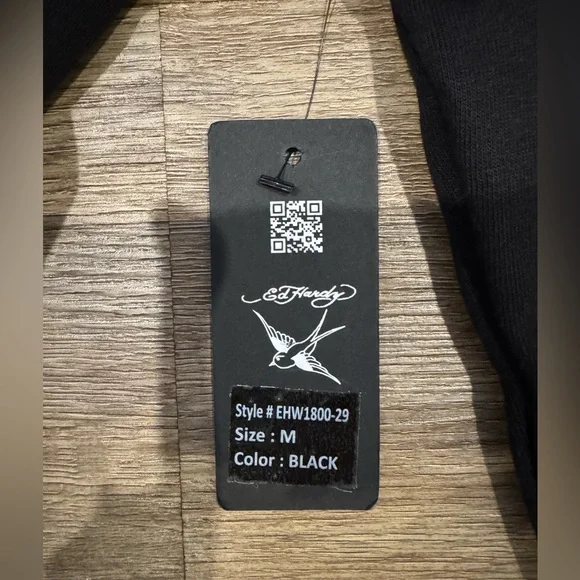 Ed Hardy
Style # EHW1800-29
Size : M
Color : BLACK